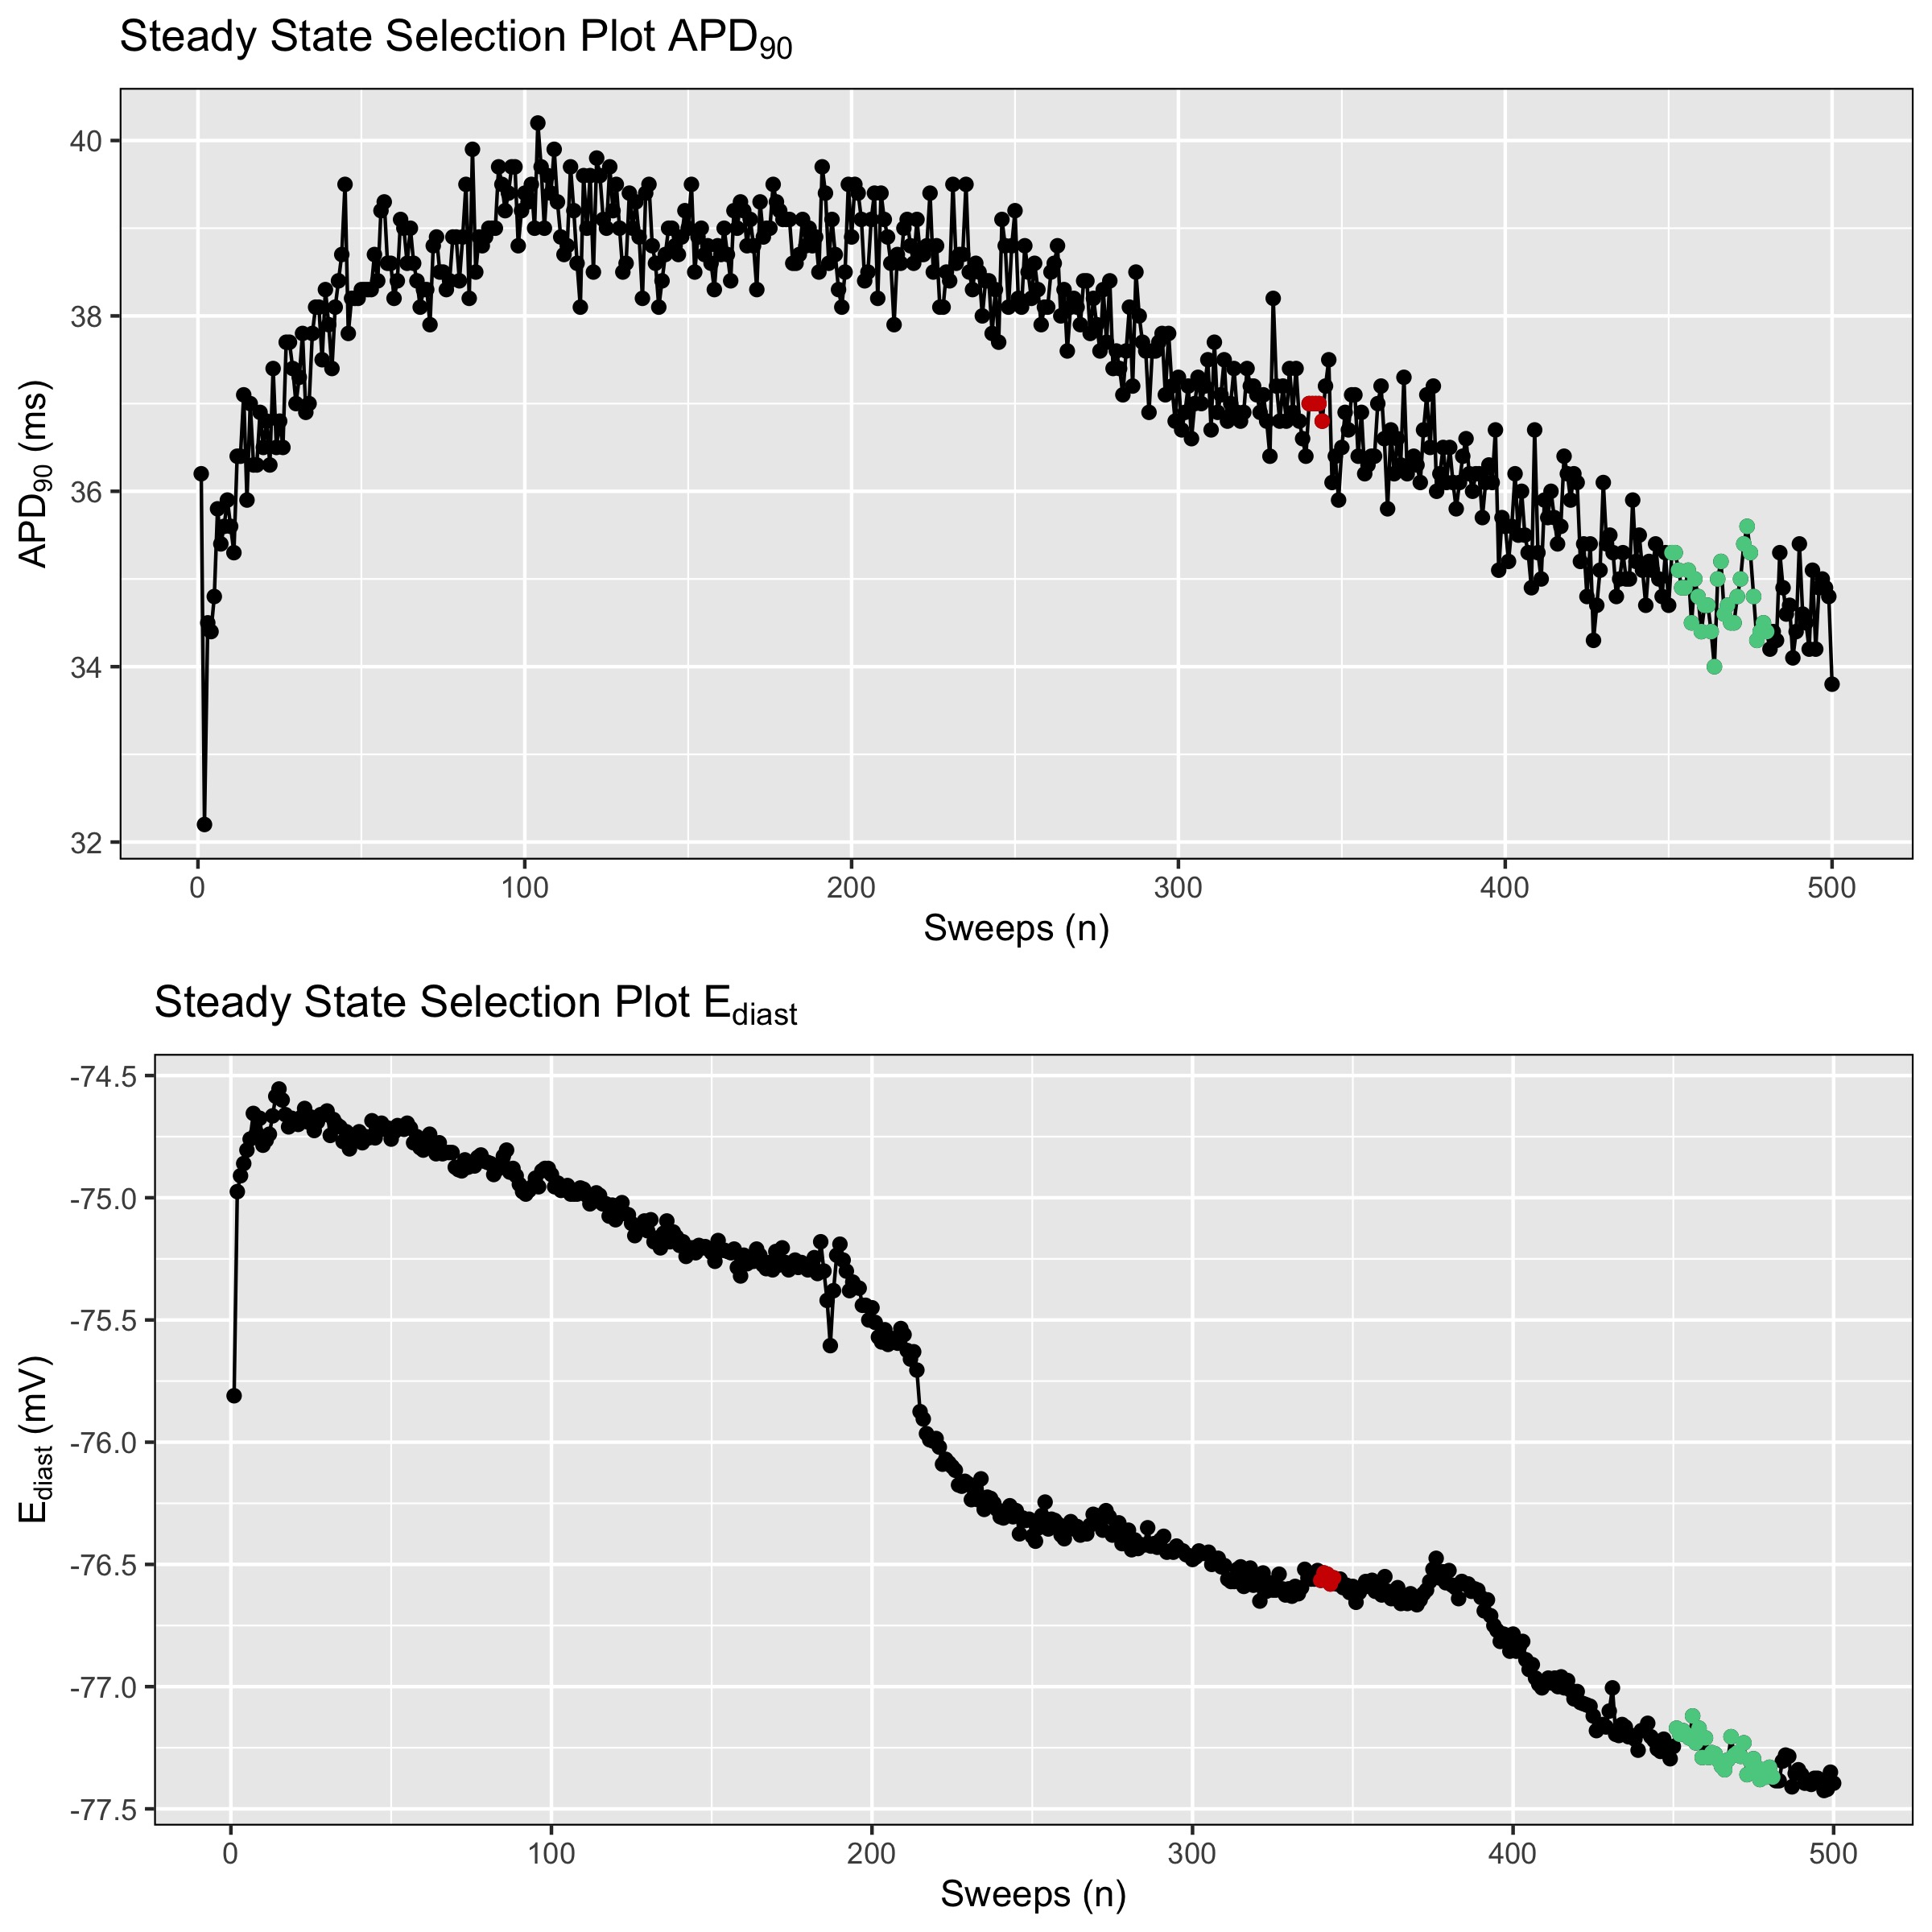 Steady State Selection Plot APD90
APD90 (ms)
40
38
36
34
32
0 100 200 300 400 500
Sweeps (n)
Steady State Selection Plot Ediast
Ediast (mV)
-74.5
-75.0
-75.5
-76.0
-76.5
-77.0
-77.5
0 100 200 300 400 500
Sweeps (n)